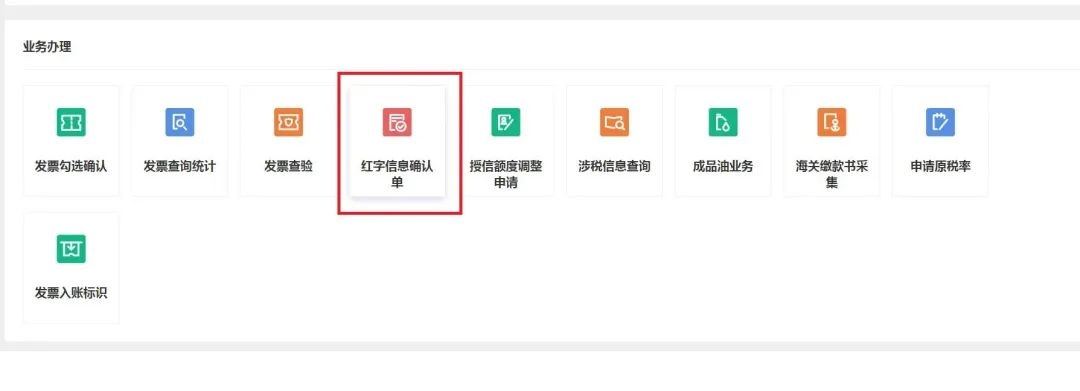 业务办理
发票勾选确认
发票查询统计
发票查验
红字信息确认
单
授信额度调整
申请
涉税信息查询
成品油业务
海关缴款书采
集
申请原税率
发票入账标识